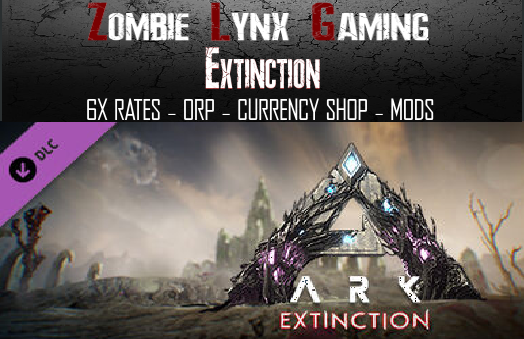 Zombie Lynx Gaming
Extinction
6X RATES - ORP - CURRENCY SHOP - MODS
DLC
ARK
EXTINCTION